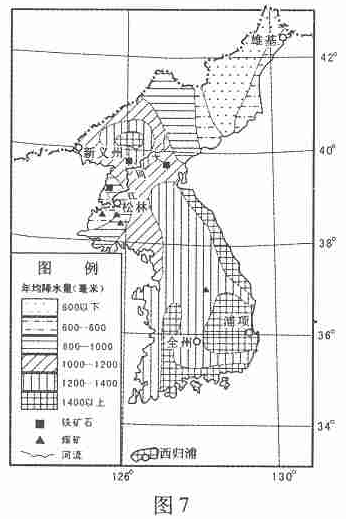 雄基
42°
新义州
40°
松林
38°
图 例
年均降水量(毫米)
600以下
600--800
800--1000
1000--1200
1200--1400
1400以上
铁矿石
煤矿
河流
浦项
全州
36°
34°
西归浦
126°
130°
图 7